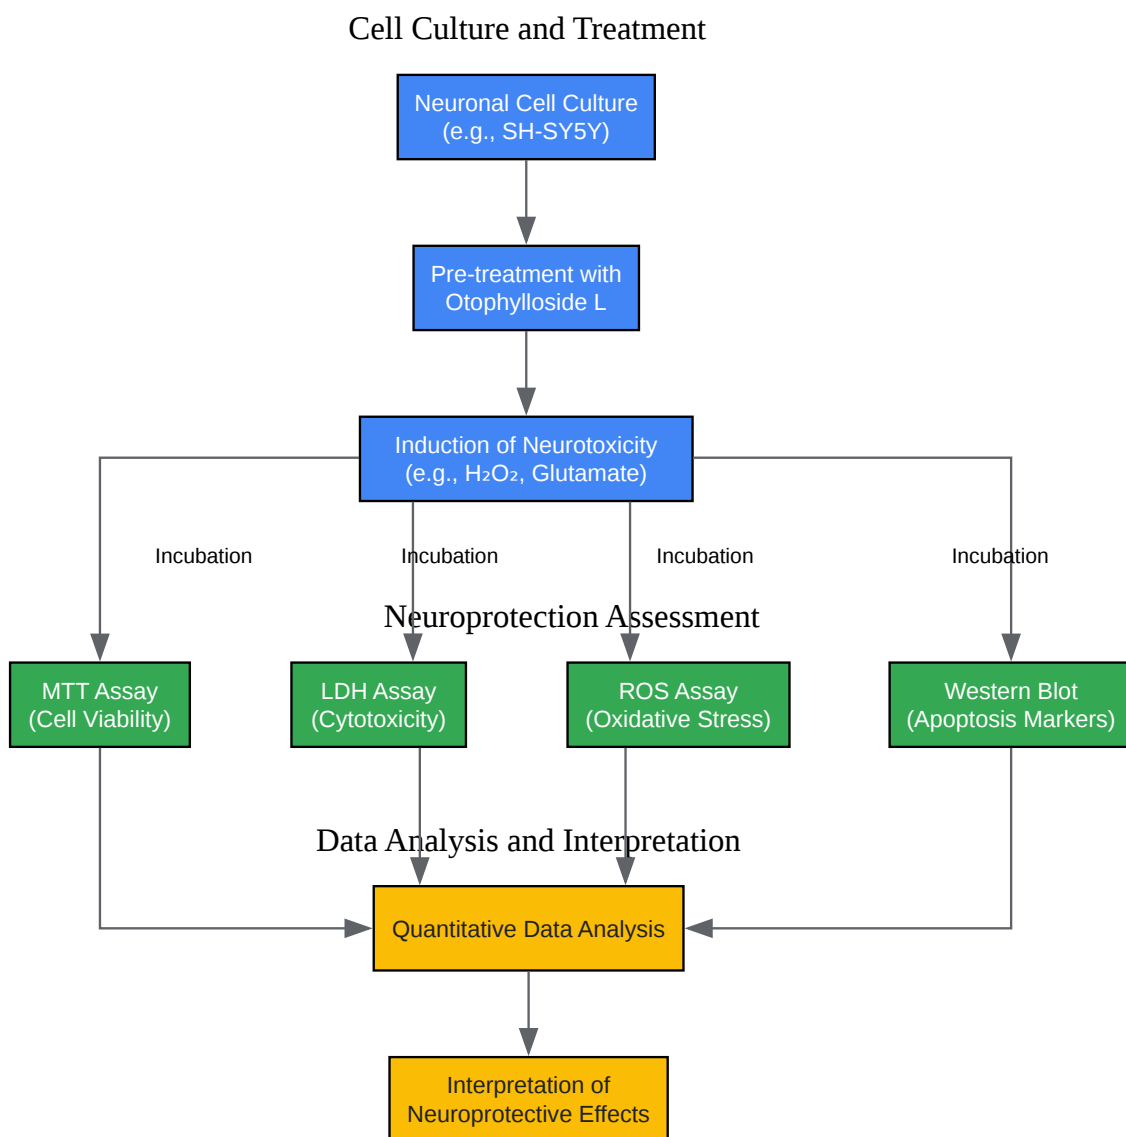 Cell Culture and Treatment
Neuronal Cell Culture
(e.g., SH-SY5Y)
Pre-treatment with
Otophylloside L
Induction of Neurotoxicity
(e.g., H₂O₂, Glutamate)
Incubation
Incubation
Incubation
Incubation
Neuroprotection Assessment
MTT Assay
(Cell Viability)
LDH Assay
(Cytotoxicity)
ROS Assay
(Oxidative Stress)
Western Blot
(Apoptosis Markers)
Data Analysis and Interpretation
Quantitative Data Analysis
Interpretation of
Neuroprotective Effects